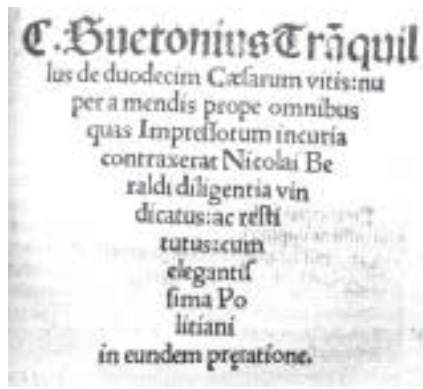 C. Suetonius Trãquil
lus de duodecim Cæsarum vitis:nu
per a mendis prope omnibus
quas Impressorum incuria
contraxerat Nicolai Be
raldi diligentia vin
dicatus:ac resti
tutus:cum
elegantis
sima Po
litiani
in eundem pręfatione.